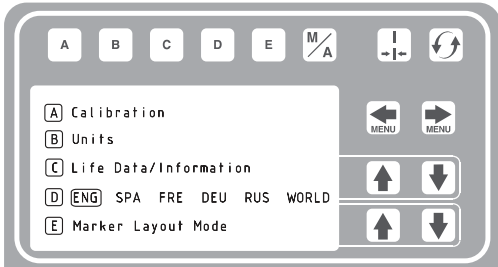 A B C D E M/A
MENU MENU
A Calibration
B Units
C Life Data/Information
D ENG SPA FRE DEU RUS WORLD
E Marker Layout Mode